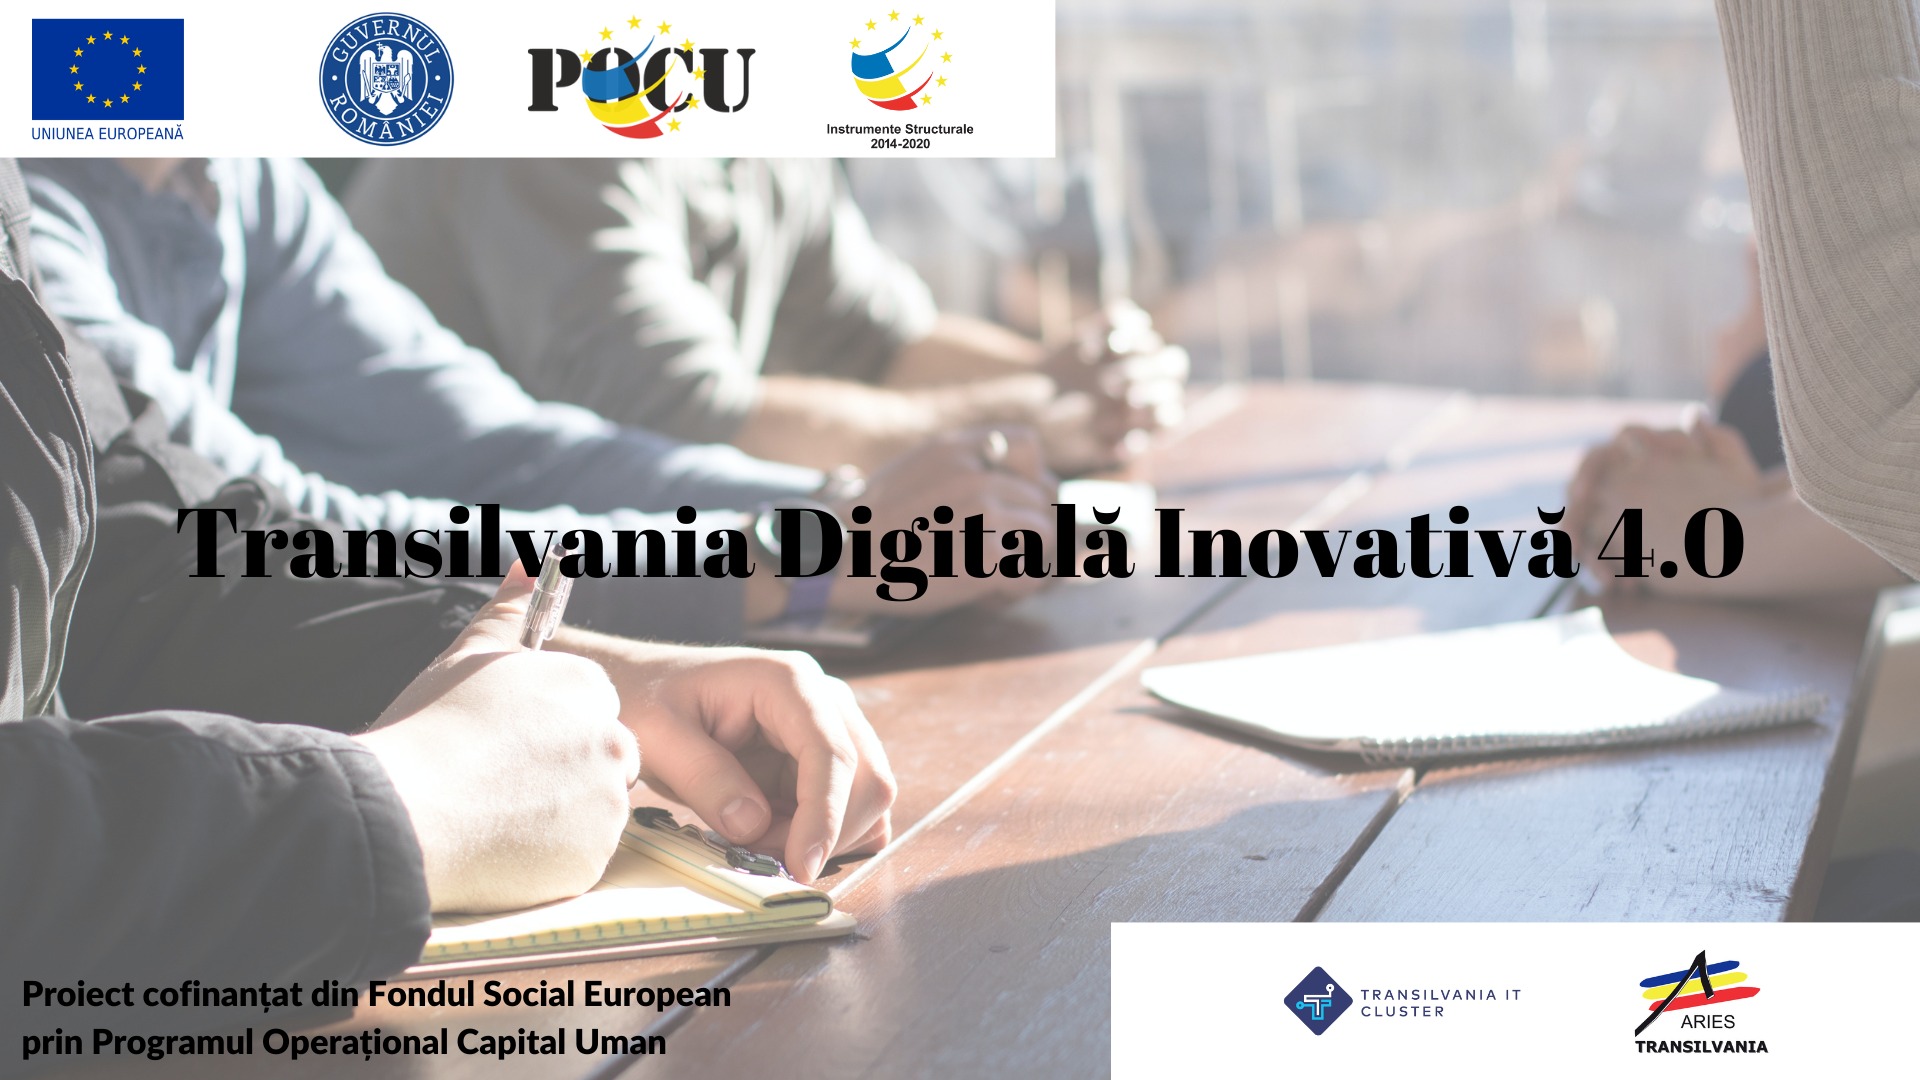 UNIUNEA EUROPEANĂ
GUVERNUL ROMÂNIEI
POCU
Instrumente Structurale
2014-2020
Transilvania Digitală Inovativă 4.0
Proiect cofinanțat din Fondul Social European
prin Programul Operațional Capital Uman
TRANSILVANIA IT
CLUSTER
ARIES
TRANSILVANIA